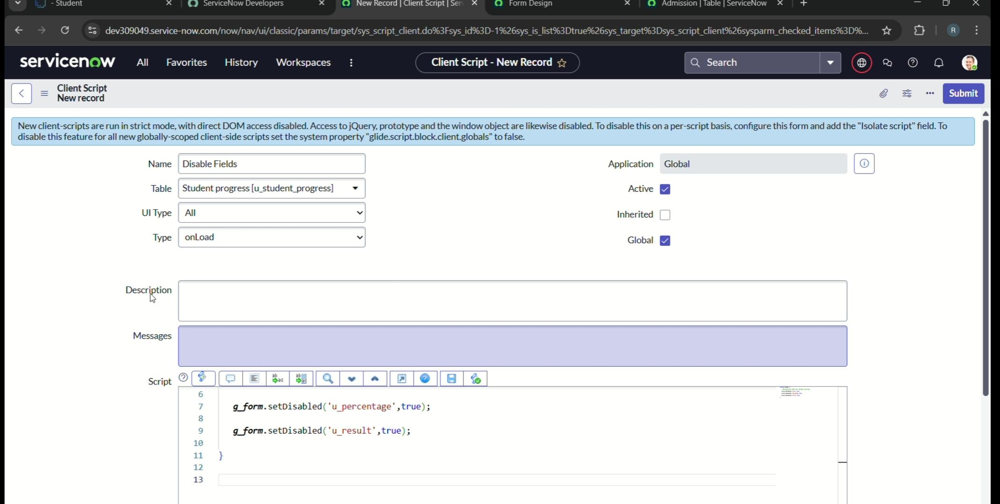 - Student
ServiceNow Developers
New Record | Client Script | Ser
Form Design
Admission | Table | ServiceNow
dev309049.service-now.com/now/nav/ui/classic/params/target/sys_script_client.do%3Fsys_id%3D-1%26sys_is_list%3Dtrue%26sys_target%3Dsys_script_client%26sysparm_checked_items%3D%...
R
servicenow
All
Favorites
History
Workspaces
Client Script - New Record
Search
Client Script
New record
Submit
New client-scripts are run in strict mode, with direct DOM access disabled. Access to jQuery, prototype and the window object are likewise disabled. To disable this on a per-script basis, configure this form and add the "Isolate script" field. To
disable this feature for all new globally-scoped client-side scripts set the system property "glide.script.block.client.globals" to false.
Name Disable Fields
Application Global
Table Student progress [u_student_progress]
Active
UI Type All
Inherited
Type onLoad
Global
Description
Messages
Script
6
7 g_form.setDisabled('u_percentage',true);
8
9 g_form.setDisabled('u_result',true);
10
11 }
12
13